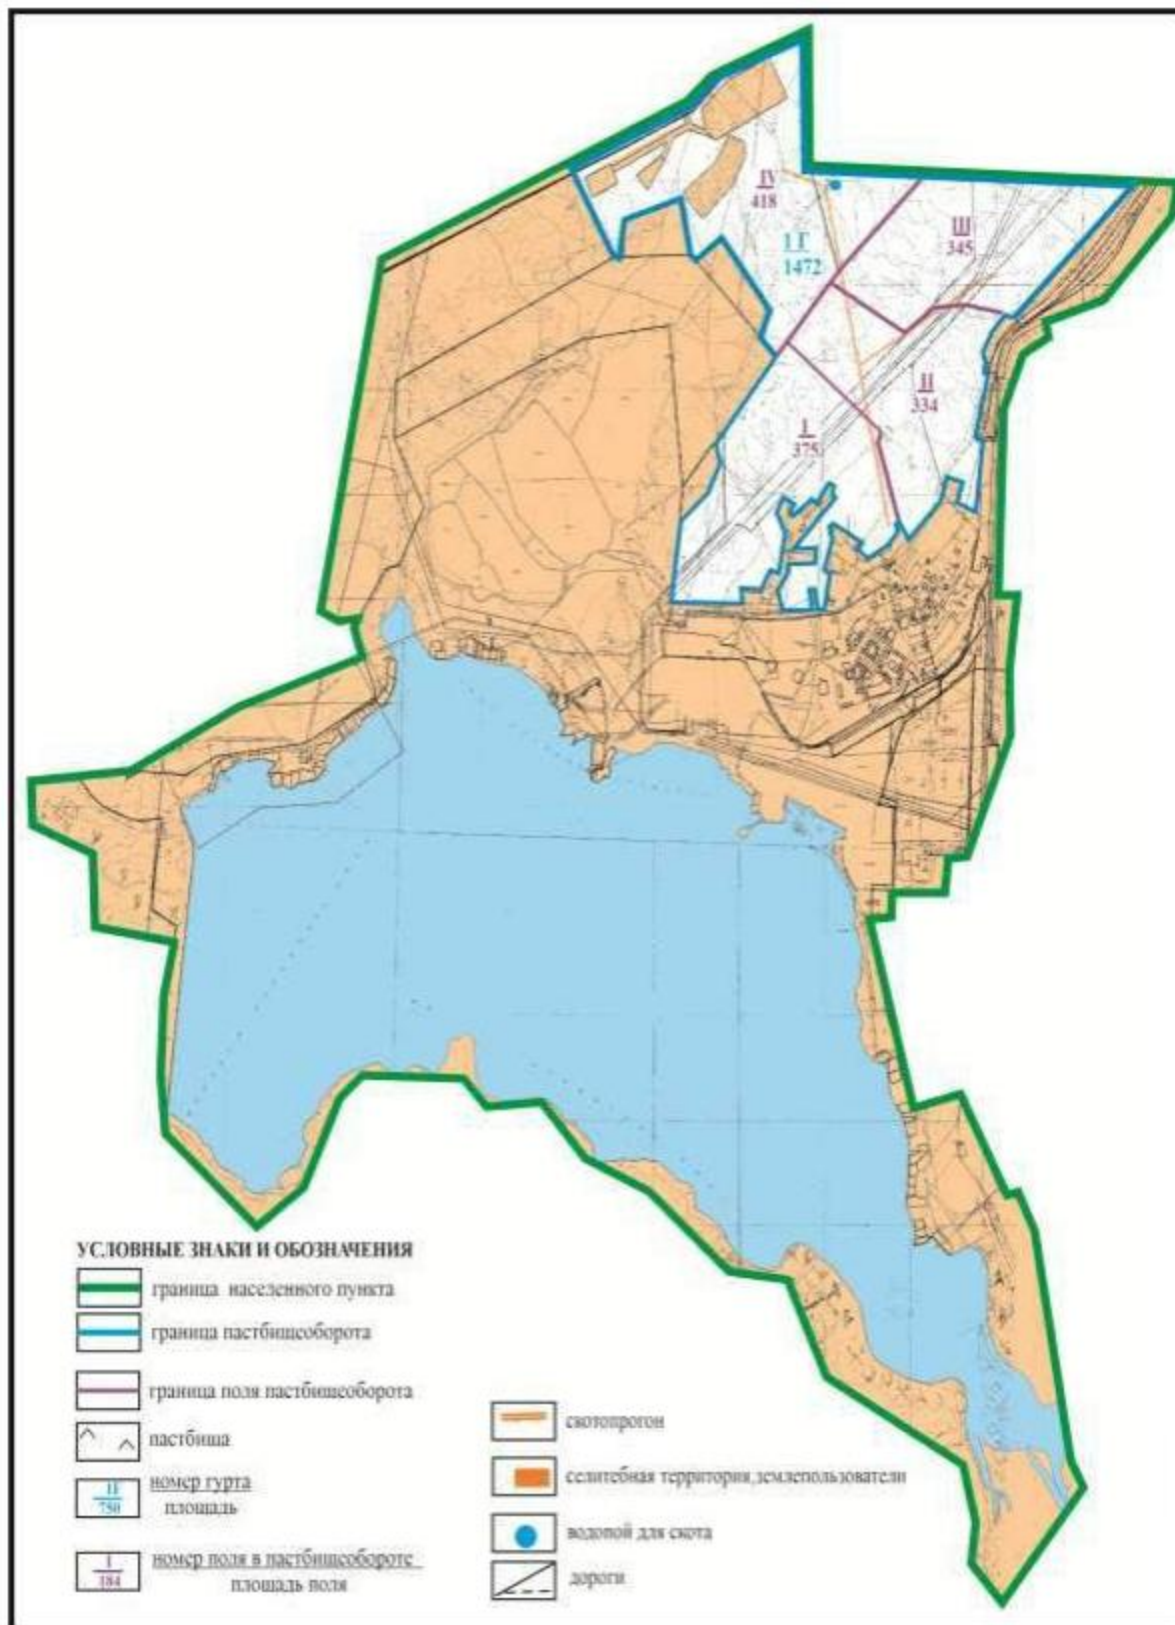 IУ
418
Ш
345
1 Г
1472
II
334
I
375
УСЛОВНЫЕ ЗНАКИ И ОБОЗНАЧЕНИЯ
граница населенного пункта
граница пастбищеоборота
граница поля пастбищеоборота
пастбища
номер гурта
площадь
750
номер поля в пастбищеобороте
площадь поля
I
184
скотопрогон
селитебная территория,землепользователи
водопой для скота
дороги